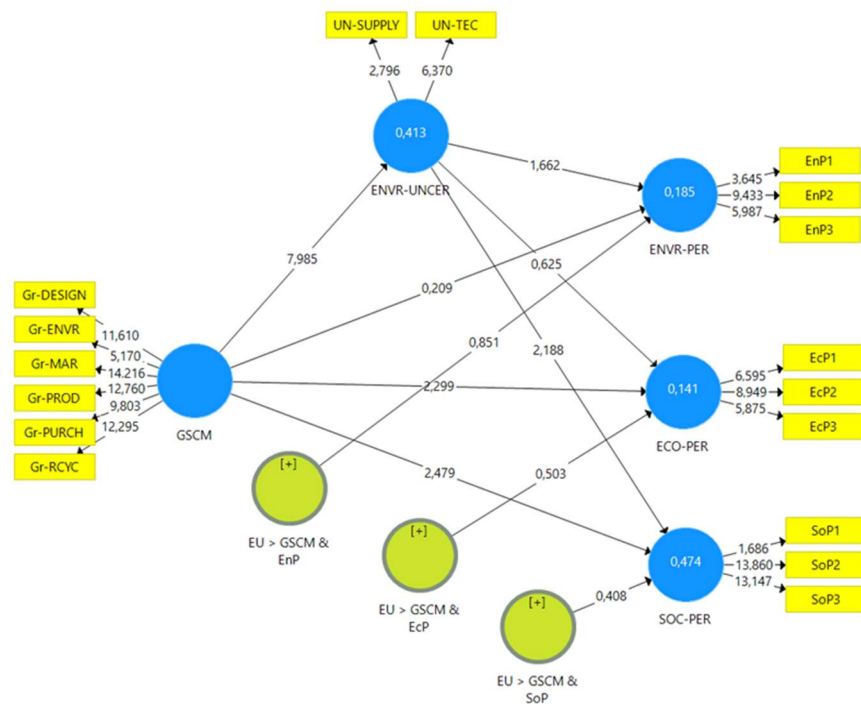 UN-SUPPLY
UN-TEC
2,796
6,370
0,413
ENVR-UNCER
1,662
EnP1
3,645
0,185
9,433
EnP2
5,987
EnP3
ENVR-PER
7,985
0,625
0,209
Gr-DESIGN
11,610
Gr-ENVR
5,170
Gr-MAR
14,216
Gr-PROD
12,760
Gr-PURCH
9,803
Gr-RCYC
12,295
GSCM
0,851
2,188
2,299
EcP1
6,595
0,141
8,949
EcP2
5,875
EcP3
ECO-PER
[+]
EU > GSCM &
EnP
2,479
0,503
[+]
EU > GSCM &
EcP
SoP1
1,686
0,474
13,860
SoP2
13,147
SoP3
SOC-PER
0,408
[+]
EU > GSCM &
SoP